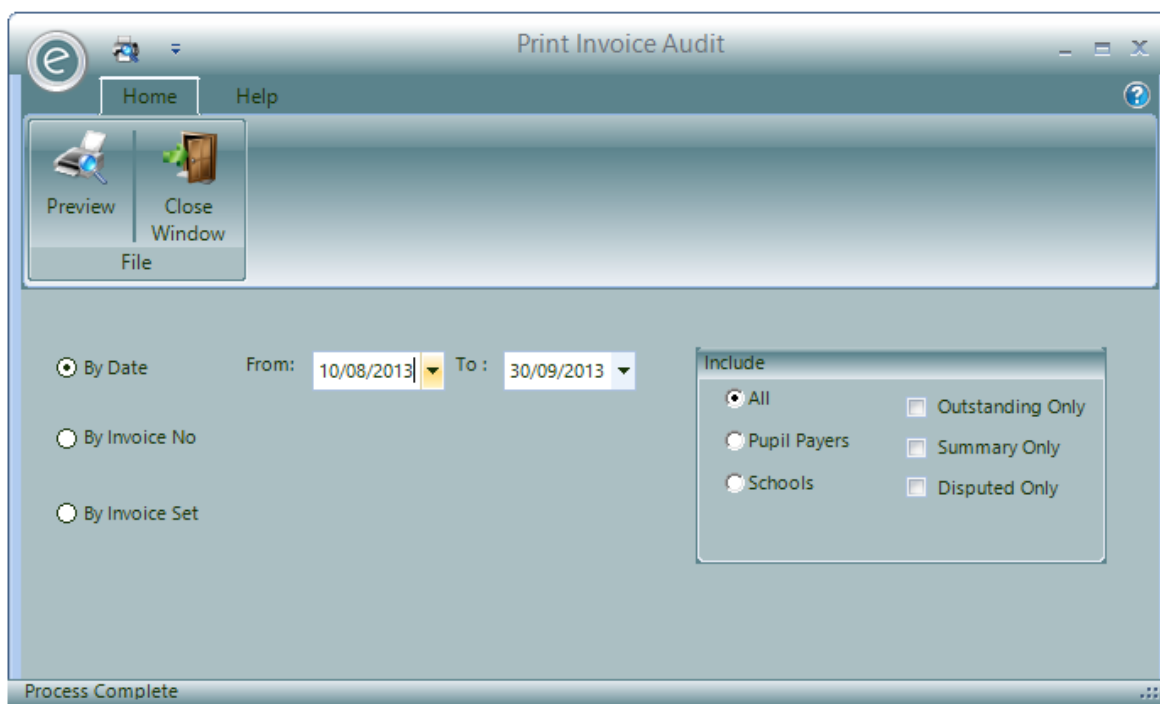 e
Print Invoice Audit
Home Help
Preview Close
Window
File
By Date From: 10/08/2013 To : 30/09/2013
By Invoice No
By Invoice Set
Include
All
Outstanding Only
Pupil Payers
Summary Only
Schools
Disputed Only
Process Complete